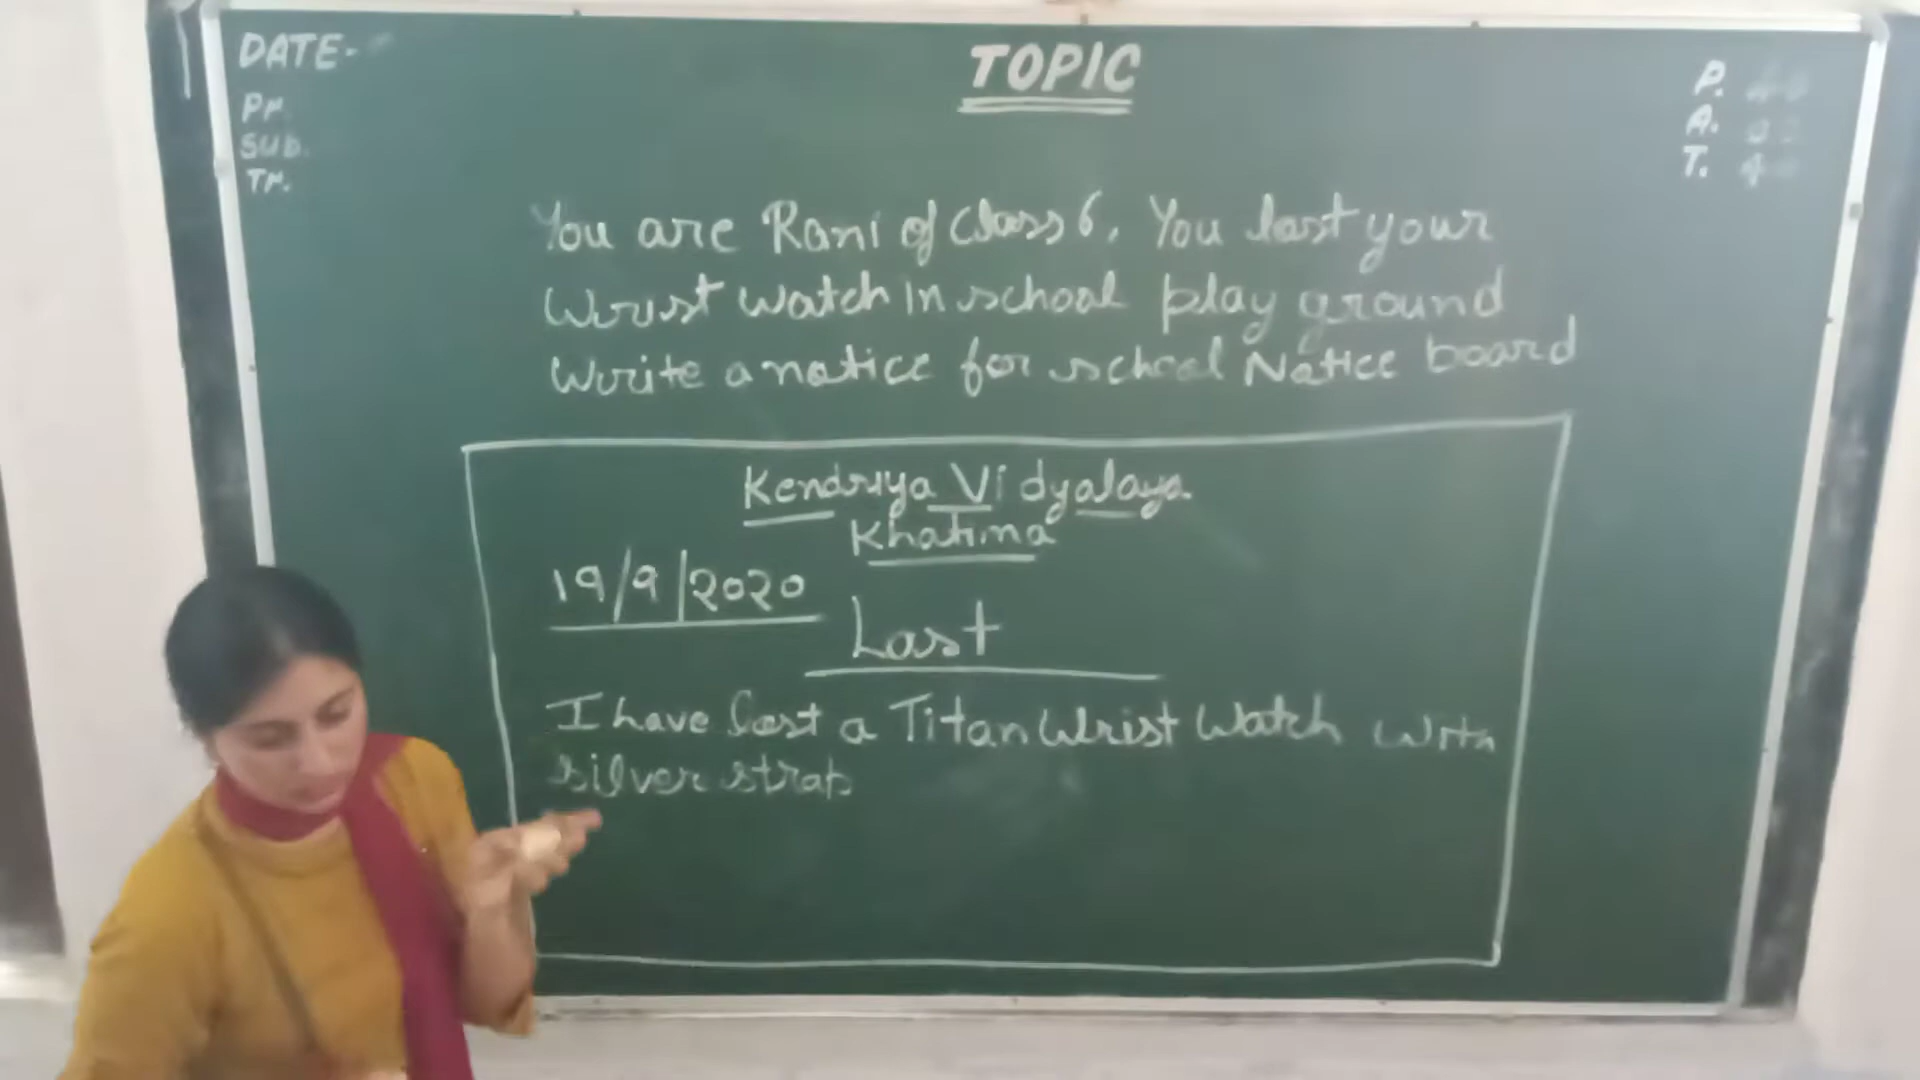 DATE-
Pr.
Sub.
Tr.
TOPIC
P.
A.
T.
You are Rani of Class 6. You lost your
Wrist watch in school play ground
Write a notice for school Notice board
Kendriya Vidyalaya
Khatima
19/9/2020
Lost
I have lost a Titan Wrist Watch with
silver strap